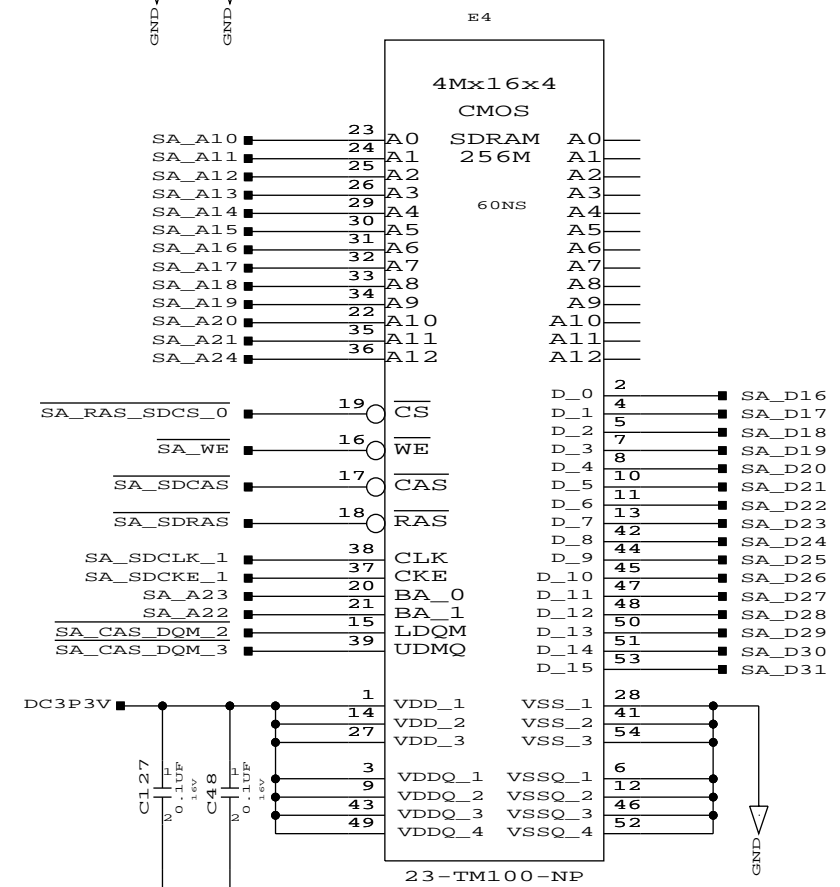 GND GND
E4
4Mx16x4
CMOS
SDRAM
256M
60NS
SA_A10 23 A0 A0
SA_A11 24 A1 A1
SA_A12 25 A2 A2
SA_A13 26 A3 A3
SA_A14 29 A4 A4
SA_A15 30 A5 A5
SA_A16 31 A6 A6
SA_A17 32 A7 A7
SA_A18 33 A8 A8
SA_A19 34 A9 A9
SA_A20 22 A10 A10
SA_A21 35 A11 A11
SA_A24 36 A12 A12
SA_RAS_SDCS_0 19 CS
SA_WE 16 WE
SA_SDCAS 17 CAS
SA_SDRAS 18 RAS
SA_SDCLK_1 38 CLK
SA_SDCKE_1 37 CKE
SA_A23 20 BA_0
SA_A22 21 BA_1
SA_CAS_DQM_2 15 LDQM
SA_CAS_DQM_3 39 UDMQ
D_0 2 SA_D16
D_1 4 SA_D17
D_2 5 SA_D18
D_3 7 SA_D19
D_4 8 SA_D20
D_5 10 SA_D21
D_6 11 SA_D22
D_7 13 SA_D23
D_8 42 SA_D24
D_9 44 SA_D25
D_10 45 SA_D26
D_11 47 SA_D27
D_12 48 SA_D28
D_13 50 SA_D29
D_14 51 SA_D30
D_15 53 SA_D31
DC3P3V 1 VDD_1 VSS_1 28
14 VDD_2 VSS_2 41
27 VDD_3 VSS_3 54
3 VDDQ_1 VSSQ_1 6
9 VDDQ_2 VSSQ_2 12
43 VDDQ_3 VSSQ_3 46
49 VDDQ_4 VSSQ_4 52
C127 1 2 0.1UF 16V
C48 1 2 0.1UF 16V
GND
23-TM100-NP